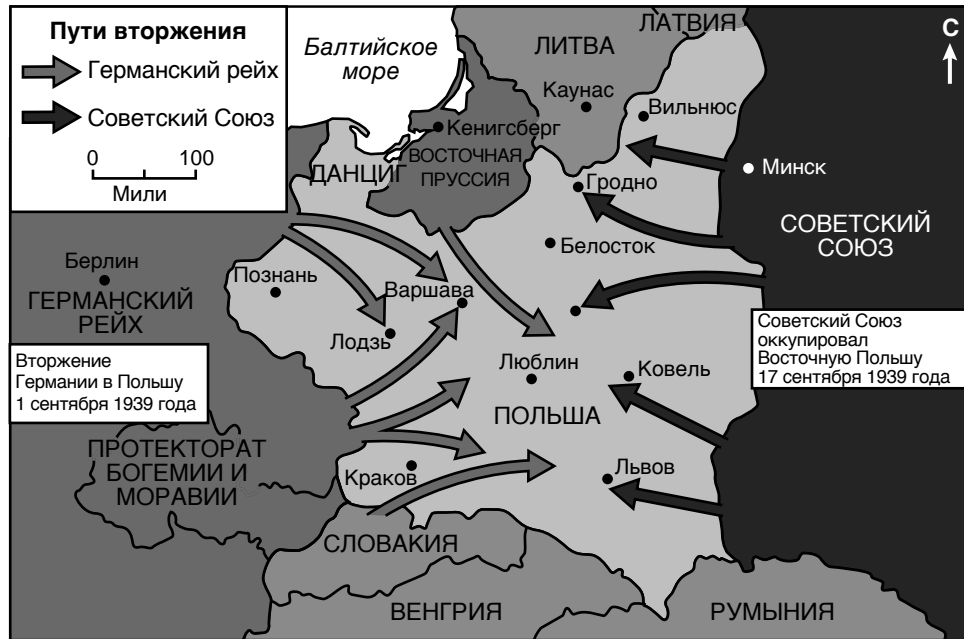 Пути вторжения
Германский рейх
Советский Союз
0 100
Мили
Балтийское
море
ЛАТВИЯ
ЛИТВА
С
Каунас
Вильнюс
Кенигсберг
ВОСТОЧНАЯ
ПРУССИЯ
ДАНЦИГ
Минск
Гродно
СОВЕТСКИЙ
СОЮЗ
Белосток
Берлин
Познань
Варшава
ГЕРМАНСКИЙ
РЕЙХ
Лодзь
Вторжение
Германии в Польшу
1 сентября 1939 года
Советский Союз
оккупировал
Восточную Польшу
17 сентября 1939 года
Люблин
Ковель
ПОЛЬША
ПРОТЕКТОРАТ
БОГЕМИИ И
МОРАВИИ
Краков
Львов
СЛОВАКИЯ
ВЕНГРИЯ
РУМЫНИЯ